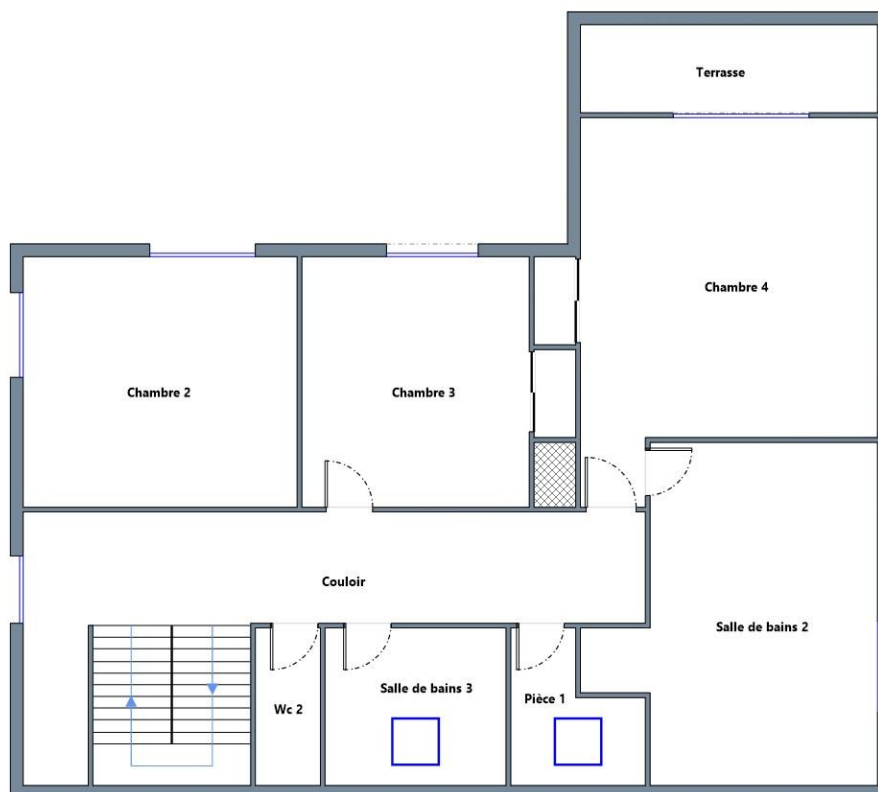 Terrasse
Chambre 4
Chambre 2
Chambre 3
Couloir
Salle de bains 2
Salle de bains 3
Pièce 1
Wc 2